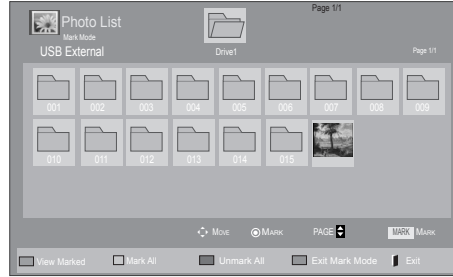 Page 1/1
Photo List
Mark Mode
USB External
Drive1
Page 1/1
001 002 003 004 005 006 007 008 009
010 011 012 013 014 015
MOVE MARK PAGE MARK MARK
View Marked Mark All Unmark All Exit Mark Mode Exit